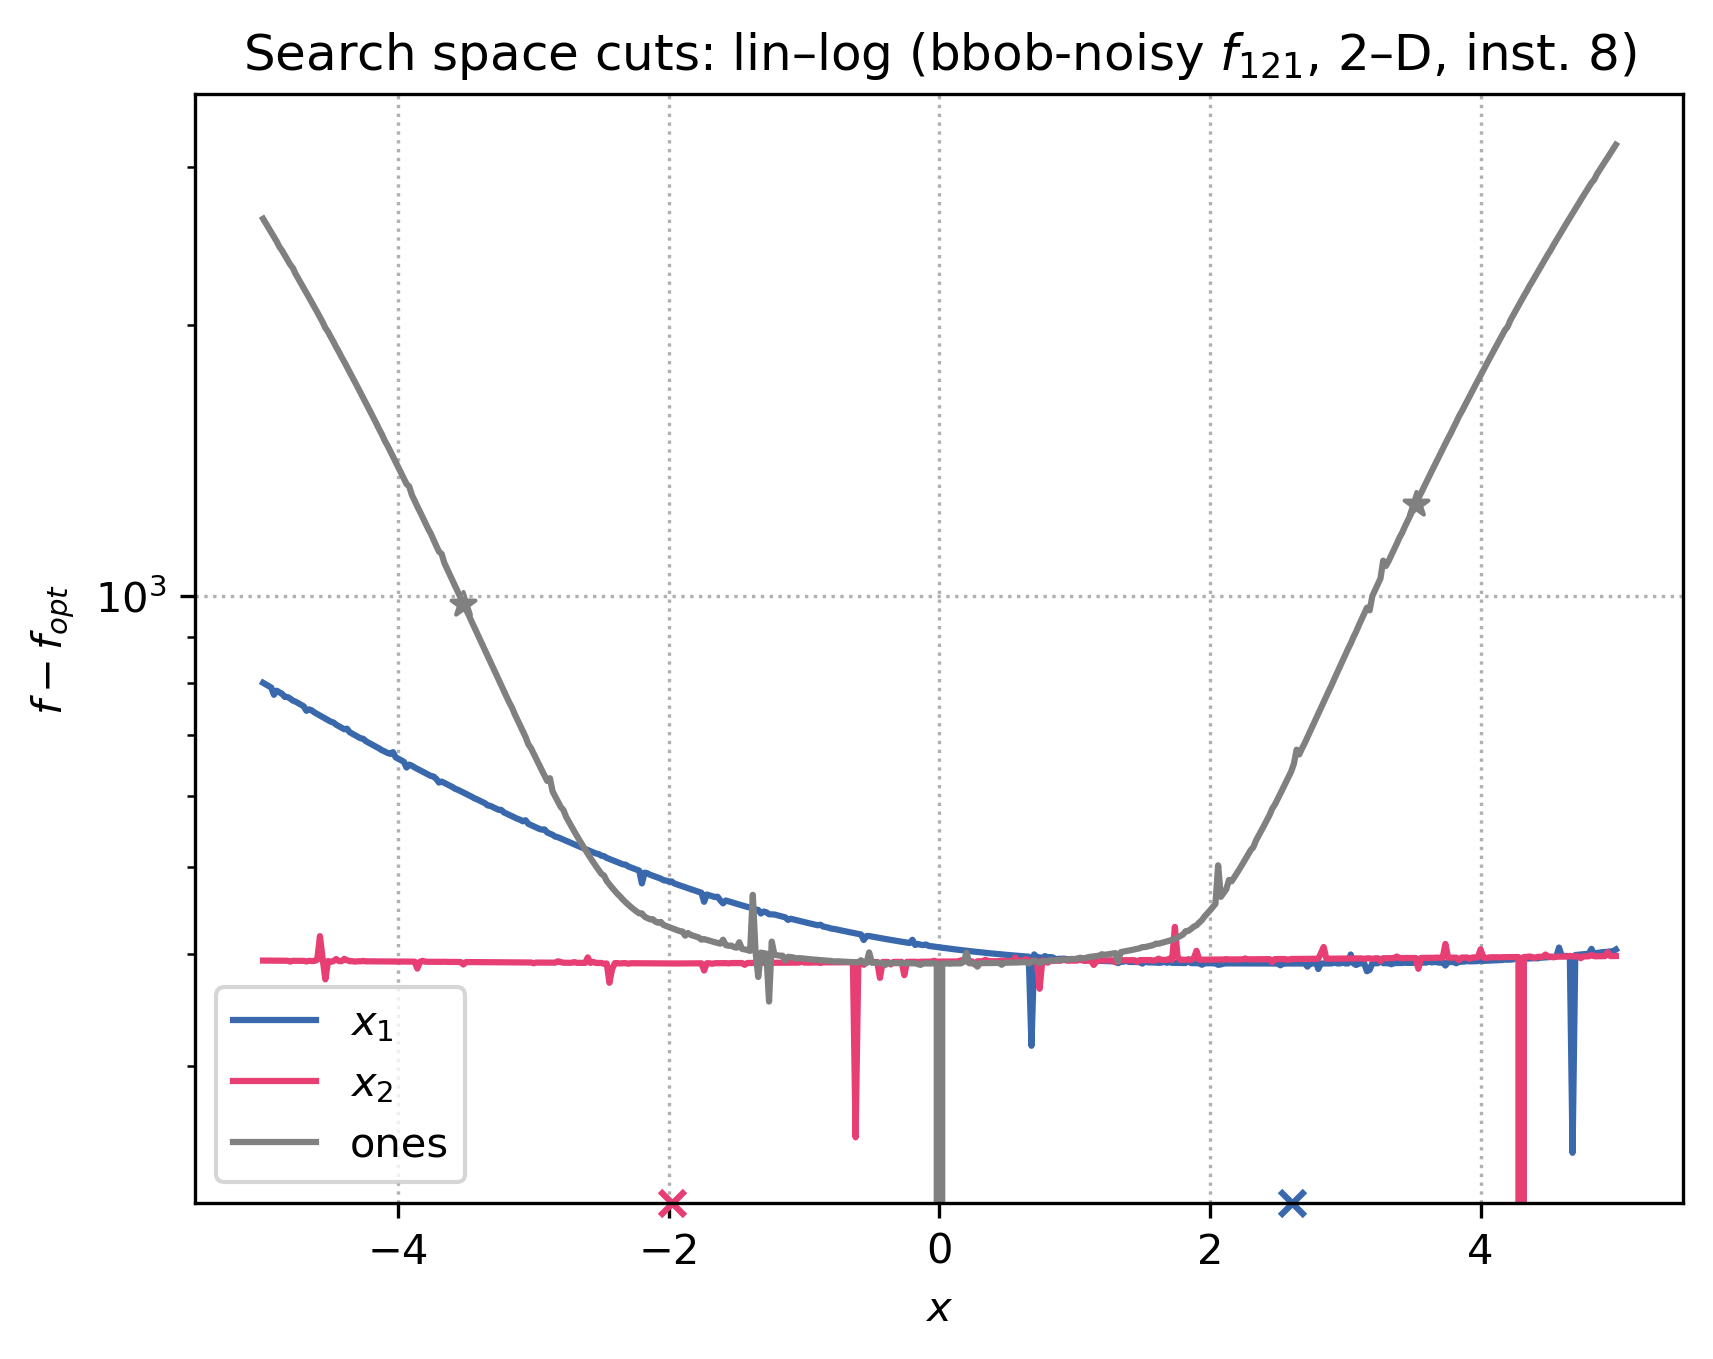 Search space cuts: lin–log (bbob-noisy f₁₂₁, 2–D, inst. 8)
f − f_opt
10³
x₁
x₂
ones
−4
−2
0
2
4
x